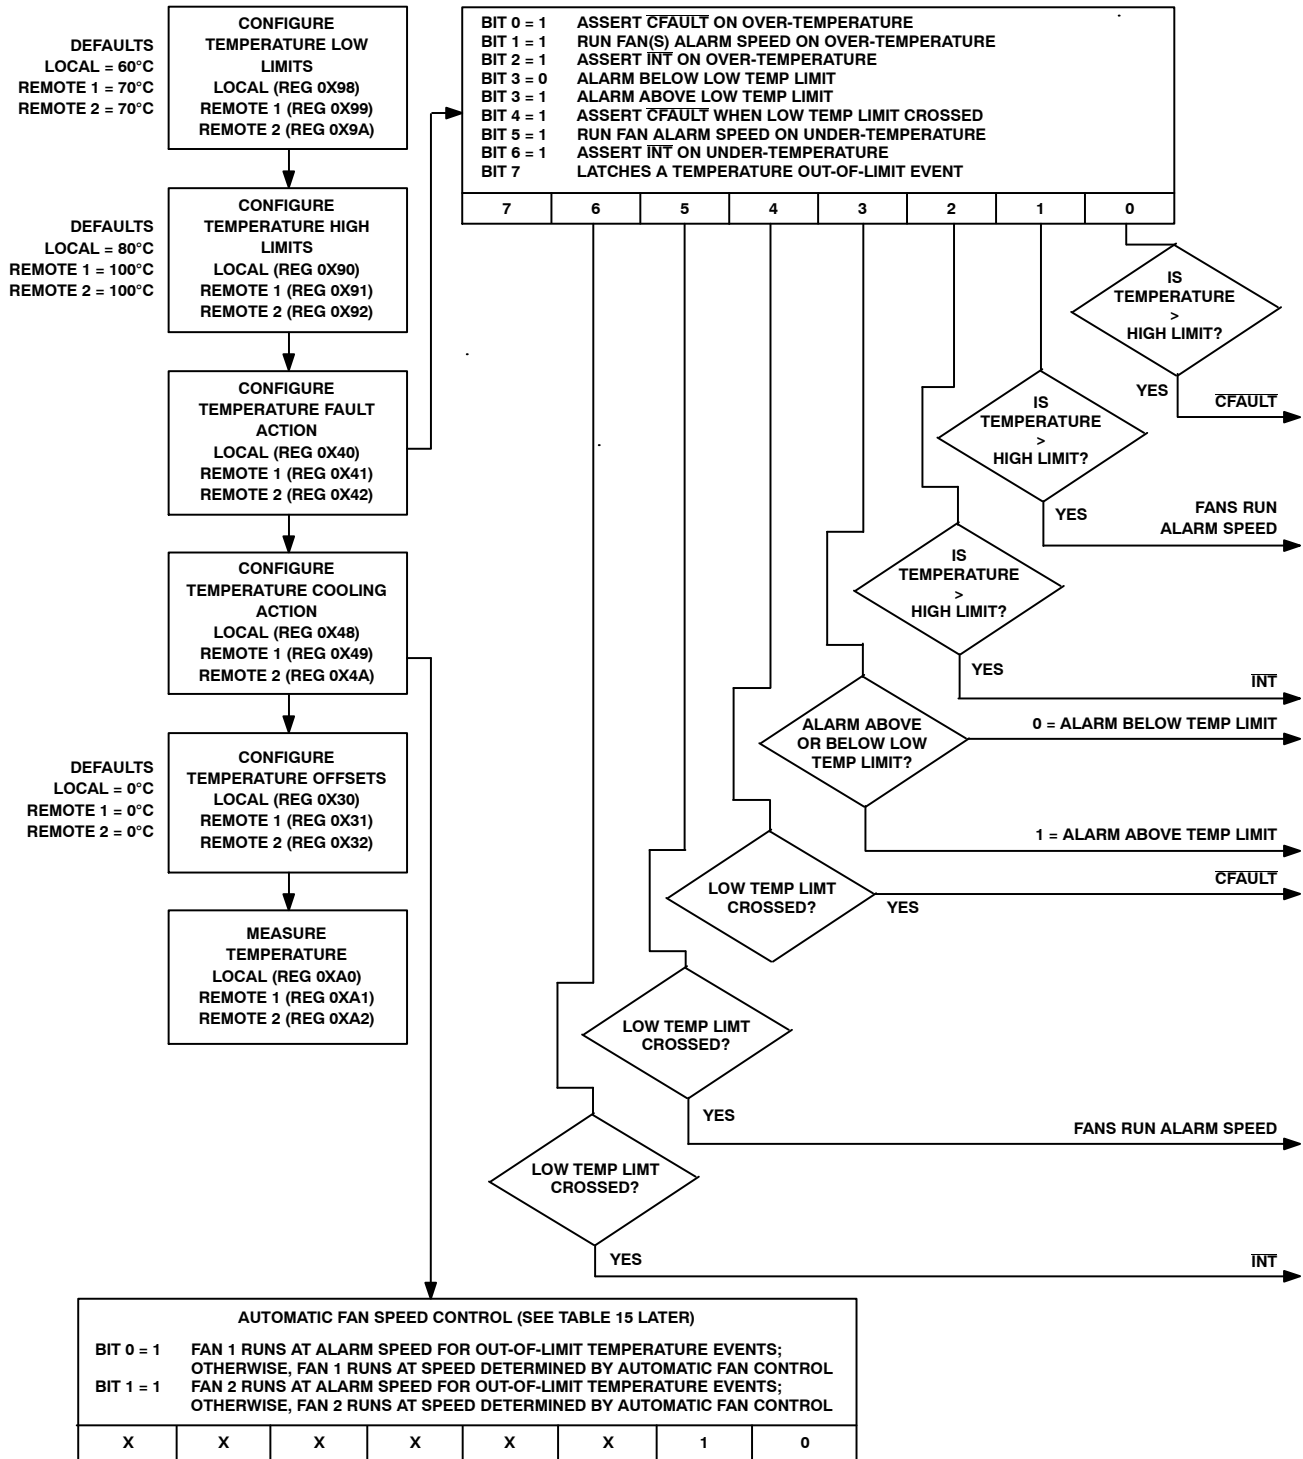 CONFIGURE
TEMPERATURE LOW
LIMITS
LOCAL (REG 0X98)
REMOTE 1 (REG 0X99)
REMOTE 2 (REG 0X9A)
DEFAULTS
LOCAL = 60°C
REMOTE 1 = 70°C
REMOTE 2 = 70°C
CONFIGURE
TEMPERATURE HIGH
LIMITS
LOCAL (REG 0X90)
REMOTE 1 (REG 0X91)
REMOTE 2 (REG 0X92)
DEFAULTS
LOCAL = 80°C
REMOTE 1 = 100°C
REMOTE 2 = 100°C
CONFIGURE
TEMPERATURE FAULT
ACTION
LOCAL (REG 0X40)
REMOTE 1 (REG 0X41)
REMOTE 2 (REG 0X42)
CONFIGURE
TEMPERATURE COOLING
ACTION
LOCAL (REG 0X48)
REMOTE 1 (REG 0X49)
REMOTE 2 (REG 0X4A)
CONFIGURE
TEMPERATURE OFFSETS
LOCAL (REG 0X30)
REMOTE 1 (REG 0X31)
REMOTE 2 (REG 0X32)
DEFAULTS
LOCAL = 0°C
REMOTE 1 = 0°C
REMOTE 2 = 0°C
MEASURE
TEMPERATURE
LOCAL (REG 0XA0)
REMOTE 1 (REG 0XA1)
REMOTE 2 (REG 0XA2)
BIT 0 = 1 ASSERT CFAULT ON OVER-TEMPERATURE
BIT 1 = 1 RUN FAN(S) ALARM SPEED ON OVER-TEMPERATURE
BIT 2 = 1 ASSERT INT ON OVER-TEMPERATURE
BIT 3 = 0 ALARM BELOW LOW TEMP LIMIT
BIT 3 = 1 ALARM ABOVE LOW TEMP LIMIT
BIT 4 = 1 ASSERT CFAULT WHEN LOW TEMP LIMIT CROSSED
BIT 5 = 1 RUN FAN ALARM SPEED ON UNDER-TEMPERATURE
BIT 6 = 1 ASSERT INT ON UNDER-TEMPERATURE
BIT 7 LATCHES A TEMPERATURE OUT-OF-LIMIT EVENT
7 6 5 4 3 2 1 0
IS
TEMPERATURE
>
HIGH LIMIT?
YES
CFAULT
IS
TEMPERATURE
>
HIGH LIMIT?
YES
FANS RUN
ALARM SPEED
IS
TEMPERATURE
>
HIGH LIMIT?
YES
INT
ALARM ABOVE
OR BELOW LOW
TEMP LIMIT?
0 = ALARM BELOW TEMP LIMIT
1 = ALARM ABOVE TEMP LIMIT
LOW TEMP LIMT
CROSSED?
YES
CFAULT
LOW TEMP LIMT
CROSSED?
YES
FANS RUN ALARM SPEED
LOW TEMP LIMT
CROSSED?
YES
INT
AUTOMATIC FAN SPEED CONTROL (SEE TABLE 15 LATER)
BIT 0 = 1 FAN 1 RUNS AT ALARM SPEED FOR OUT-OF-LIMIT TEMPERATURE EVENTS;
OTHERWISE, FAN 1 RUNS AT SPEED DETERMINED BY AUTOMATIC FAN CONTROL
BIT 1 = 1 FAN 2 RUNS AT ALARM SPEED FOR OUT-OF-LIMIT TEMPERATURE EVENTS;
OTHERWISE, FAN 2 RUNS AT SPEED DETERMINED BY AUTOMATIC FAN CONTROL
X X X X X X 1 0